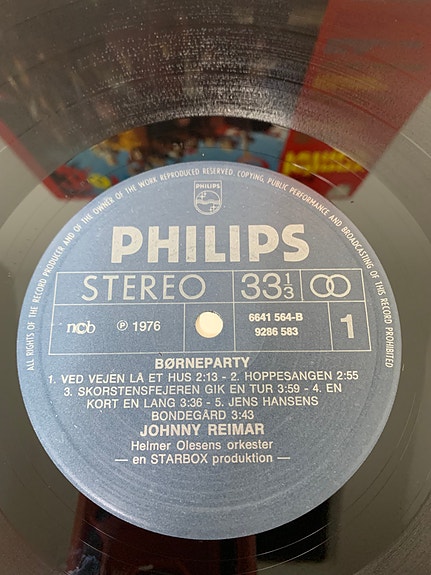 ALL RIGHTS OF THE RECORD PRODUCER AND OF THE OWNER OF THE WORK REPRODUCED RESERVED, COPYING, PUBLIC PERFORMANCE AND BROADCASTING OF THIS RECORD PROHIBITED
PHILIPS
PHILIPS
STEREO 33 1/3
ncb ℗ 1976 6641 564-B
9286 583 1
BØRNEPARTY
1. VED VEJEN LÅ ET HUS 2:13 - 2. HOPPESANGEN 2:55
3. SKORSTENSFEJEREN GIK EN TUR 3:59 - 4. EN
KORT EN LANG 3:36 - 5. JENS HANSENS
BONDEGÅRD 3:43
JOHNNY REIMAR
Helmer Olesens orkester
— en STARBOX produktion —